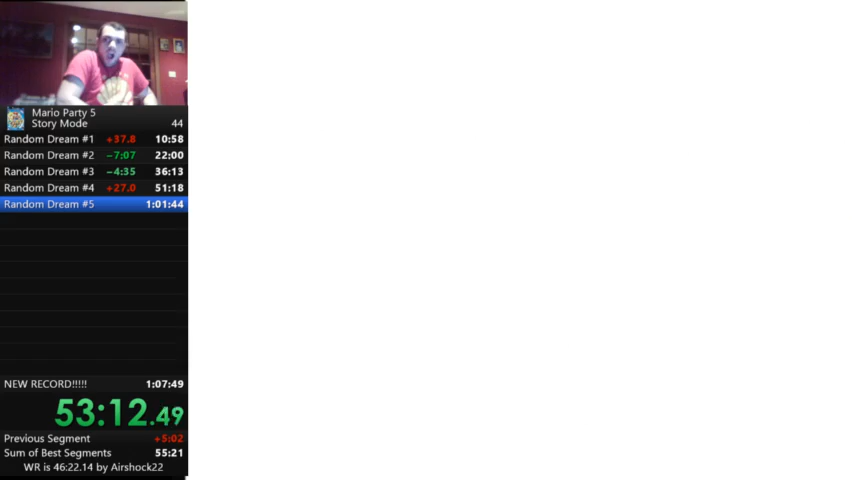 Mario Party 5
Story Mode 44
Random Dream #1 +37.8 10:58
Random Dream #2 −7:07 22:00
Random Dream #3 −4:35 36:13
Random Dream #4 +27.0 51:18
Random Dream #5 1:01:44
NEW RECORD!!!!! 1:07:49
53:12.49
Previous Segment +5:02
Sum of Best Segments 55:21
WR is 46:22.14 by Airshock22